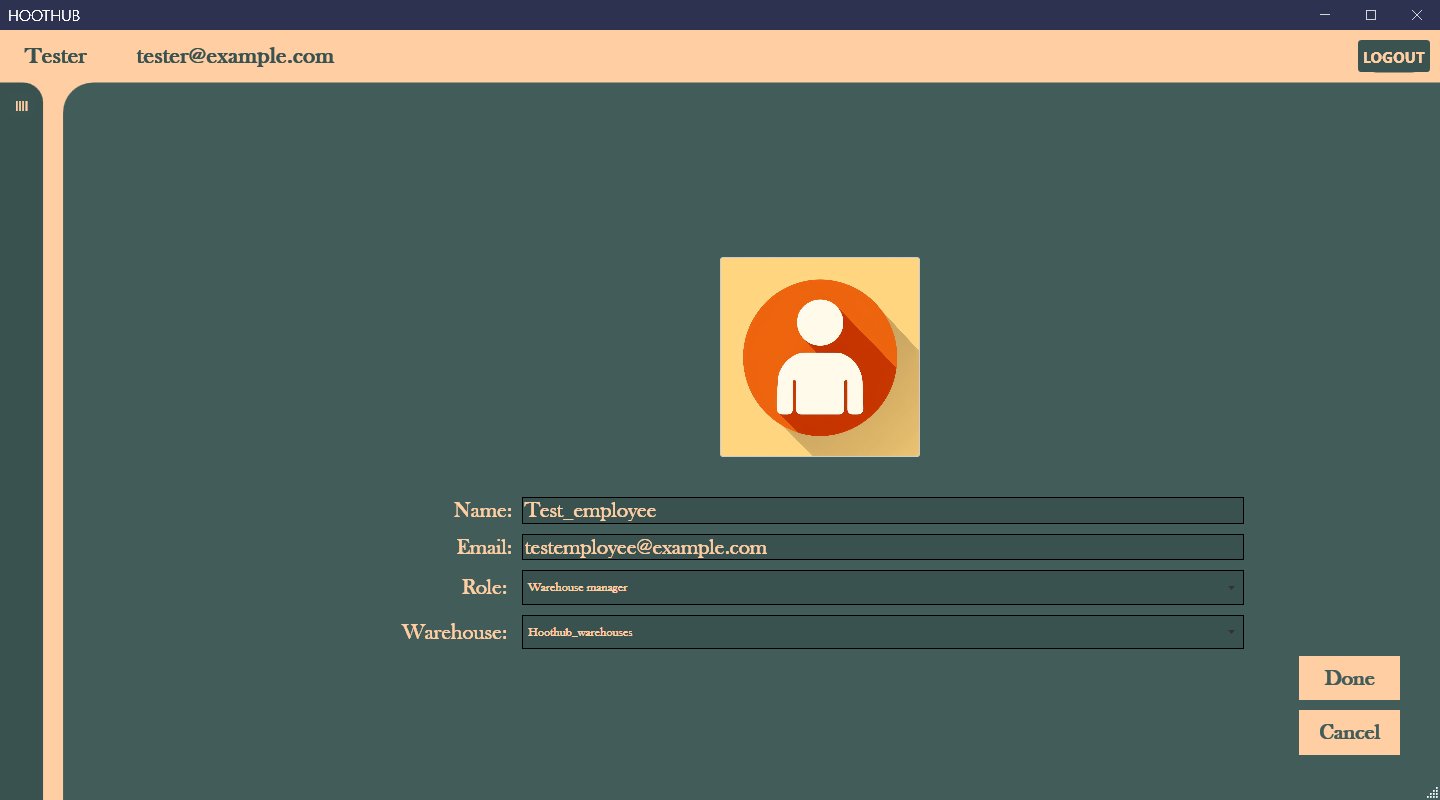 HOOTHUB
Tester tester@example.com LOGOUT
Name: Test_employee
Email: testemployee@example.com
Role: Warehouse manager
Warehouse: Hoothub_warehouses
Done
Cancel